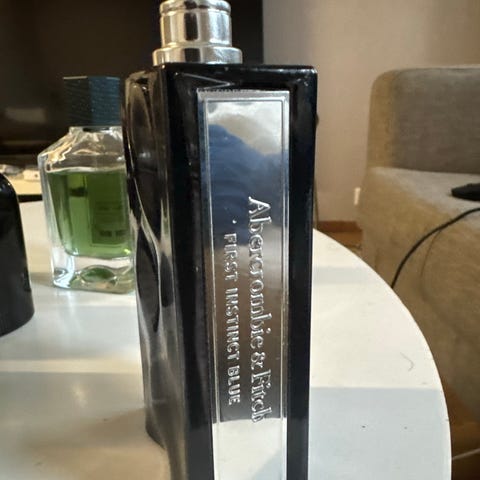 Abercrombie & Fitch
FIRST INSTINCT BLUE